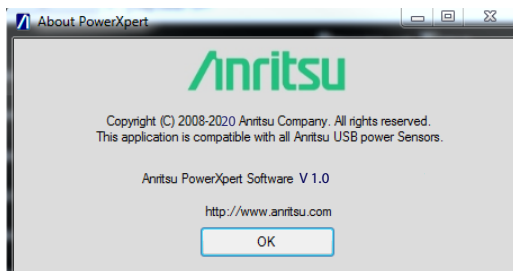 About PowerXpert
Anritsu
Copyright (C) 2008-2020 Anritsu Company. All rights reserved.
This application is compatible with all Anritsu USB power Sensors.
Anritsu PowerXpert Software V 1.0
http://www.anritsu.com
OK